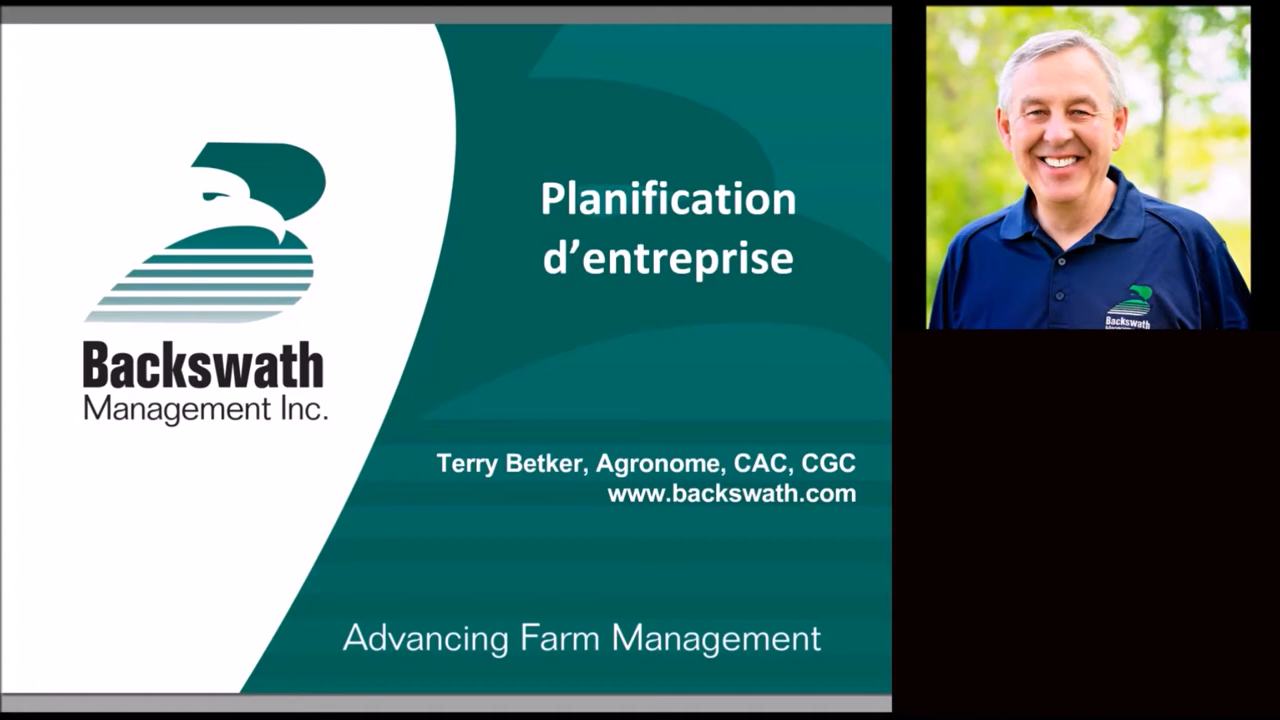 Planification
d’entreprise
Backswath
Management Inc.
Terry Betker, Agronome, CAC, CGC
www.backswath.com
Advancing Farm Management
Backswath